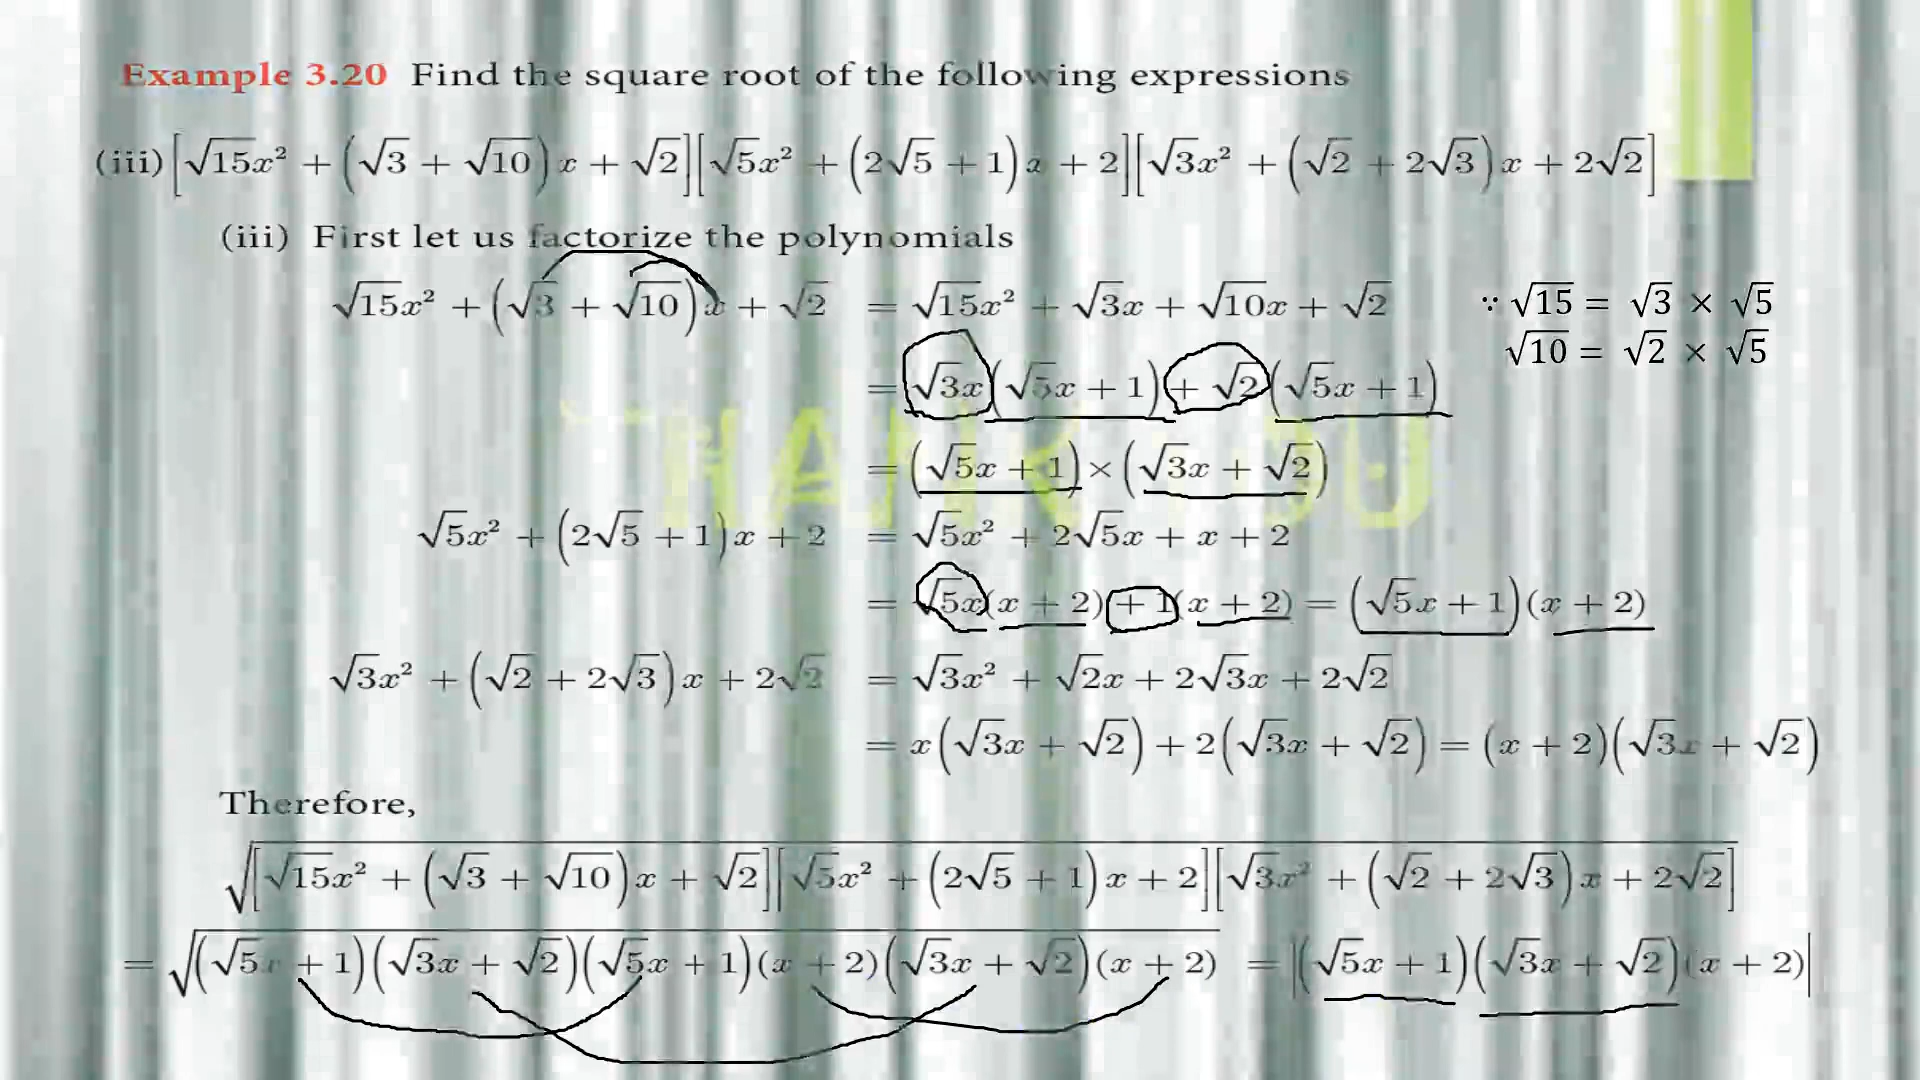 Example 3.20 Find the square root of the following expressions
(iii) [√15x² + (√3 + √10)x + √2][√5x² + (2√5 + 1)x + 2][√3x² + (√2 + 2√3)x + 2√2]
(iii) First let us factorize the polynomials
√15x² + (√3 + √10)x + √2 = √15x² + √3x + √10x + √2 ∵ √15 = √3 × √5
√10 = √2 × √5
= √3x(√5x + 1) + √2(√5x + 1)
= (√5x + 1) × (√3x + √2)
THANK YOU
√5x² + (2√5 + 1)x + 2 = √5x² + 2√5x + x + 2
= √5x(x + 2) + 1(x + 2) = (√5x + 1)(x + 2)
√3x² + (√2 + 2√3)x + 2√2 = √3x² + √2x + 2√3x + 2√2
= x(√3x + √2) + 2(√3x + √2) = (x + 2)(√3x + √2)
Therefore,
√[√15x² + (√3 + √10)x + √2][√5x² + (2√5 + 1)x + 2][√3x² + (√2 + 2√3)x + 2√2]
= √(√5x + 1)(√3x + √2)(√5x + 1)(x + 2)(√3x + √2)(x + 2) = |(√5x + 1)(√3x + √2)(x + 2)|